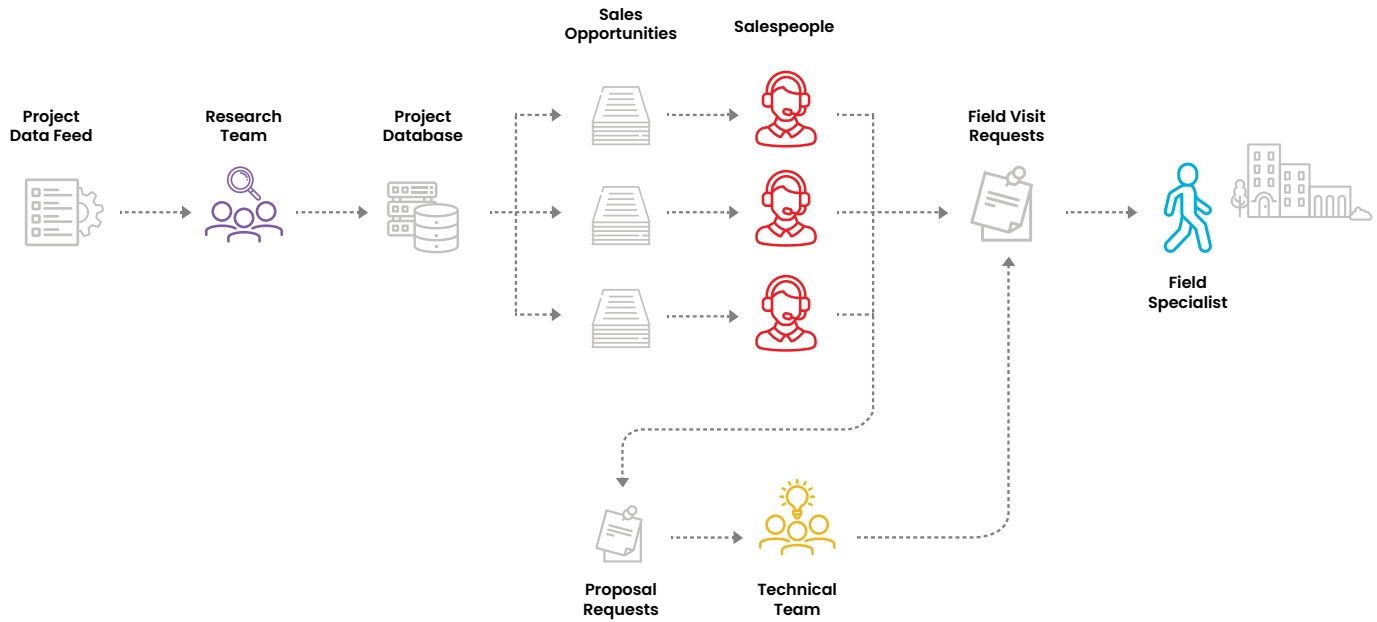 Sales
Opportunities
Salespeople
Project
Data Feed
Research
Team
Project
Database
Field Visit
Requests
Field
Specialist
Proposal
Requests
Technical
Team